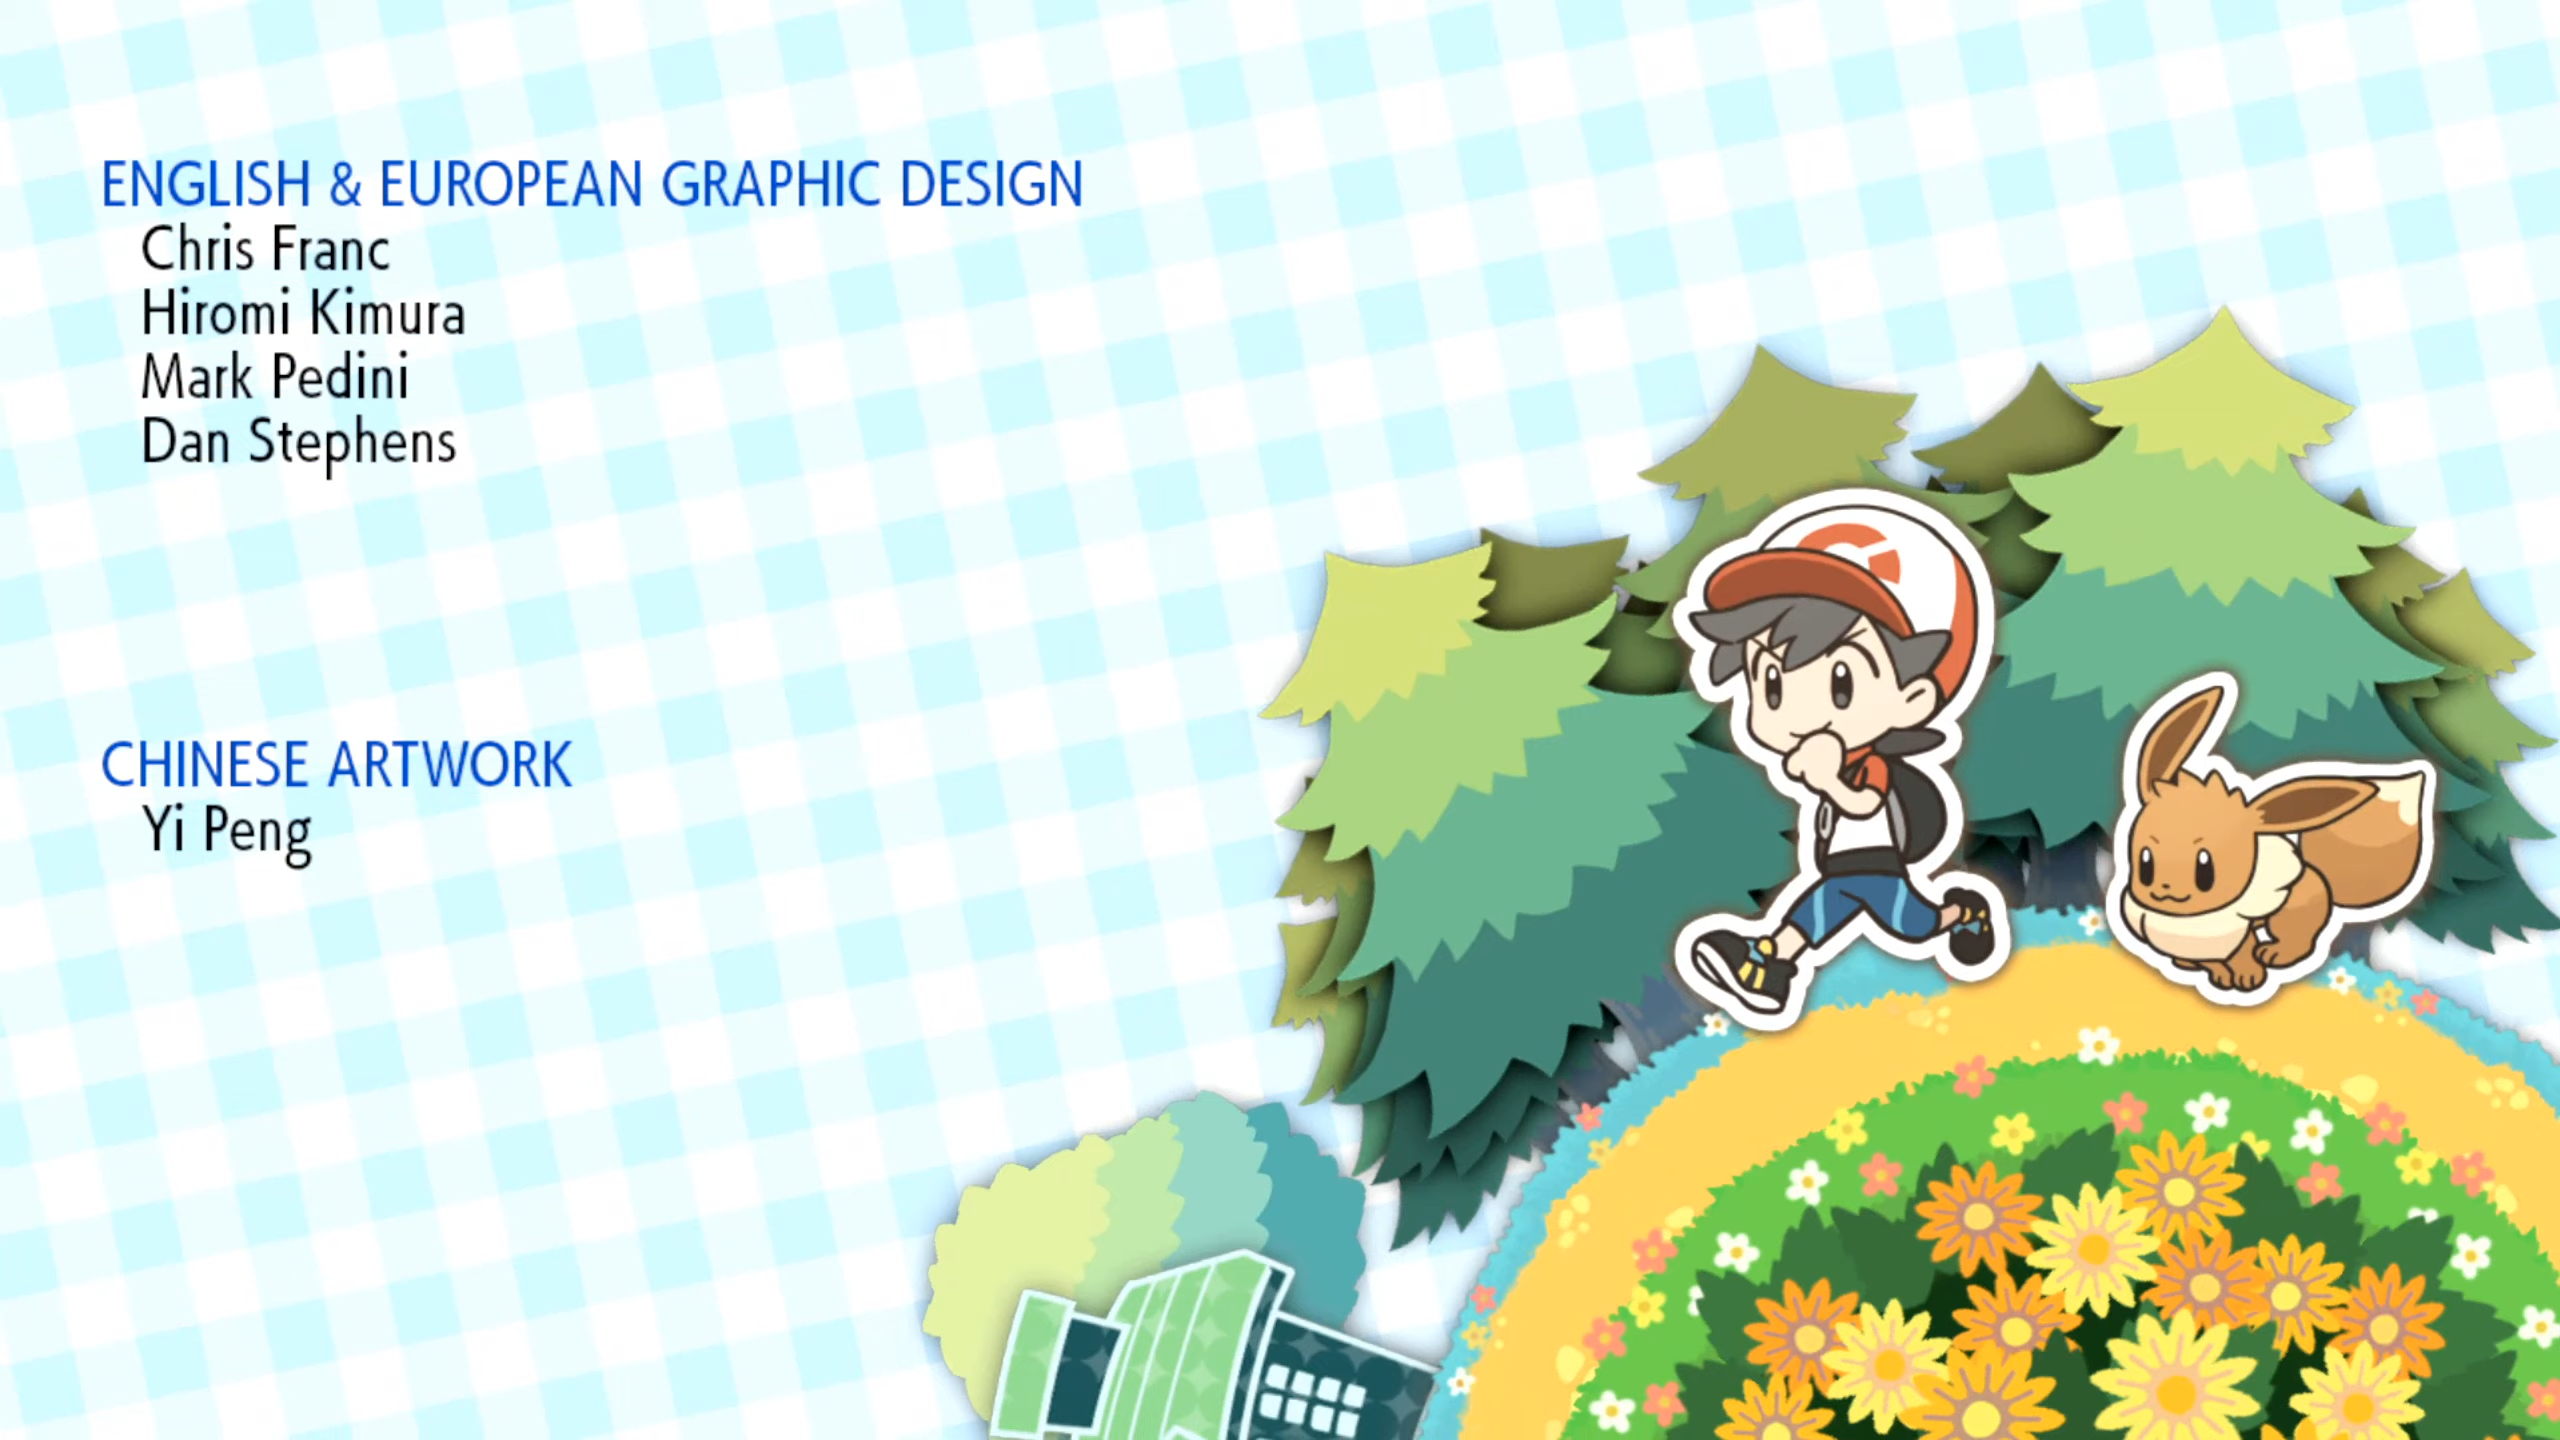 ENGLISH & EUROPEAN GRAPHIC DESIGN
Chris Franc
Hiromi Kimura
Mark Pedini
Dan Stephens
CHINESE ARTWORK
Yi Peng